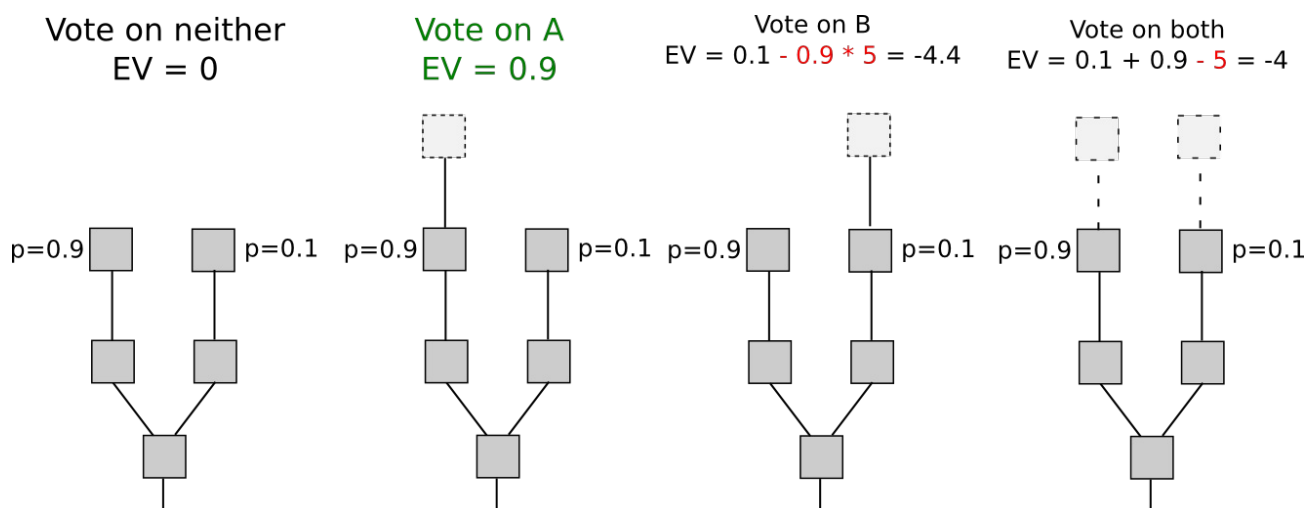 Vote on neither
EV = 0
Vote on A
EV = 0.9
Vote on B
EV = 0.1 - 0.9 * 5 = -4.4
Vote on both
EV = 0.1 + 0.9 - 5 = -4
p=0.9
p=0.1
p=0.9
p=0.1
p=0.9
p=0.1
p=0.9
p=0.1